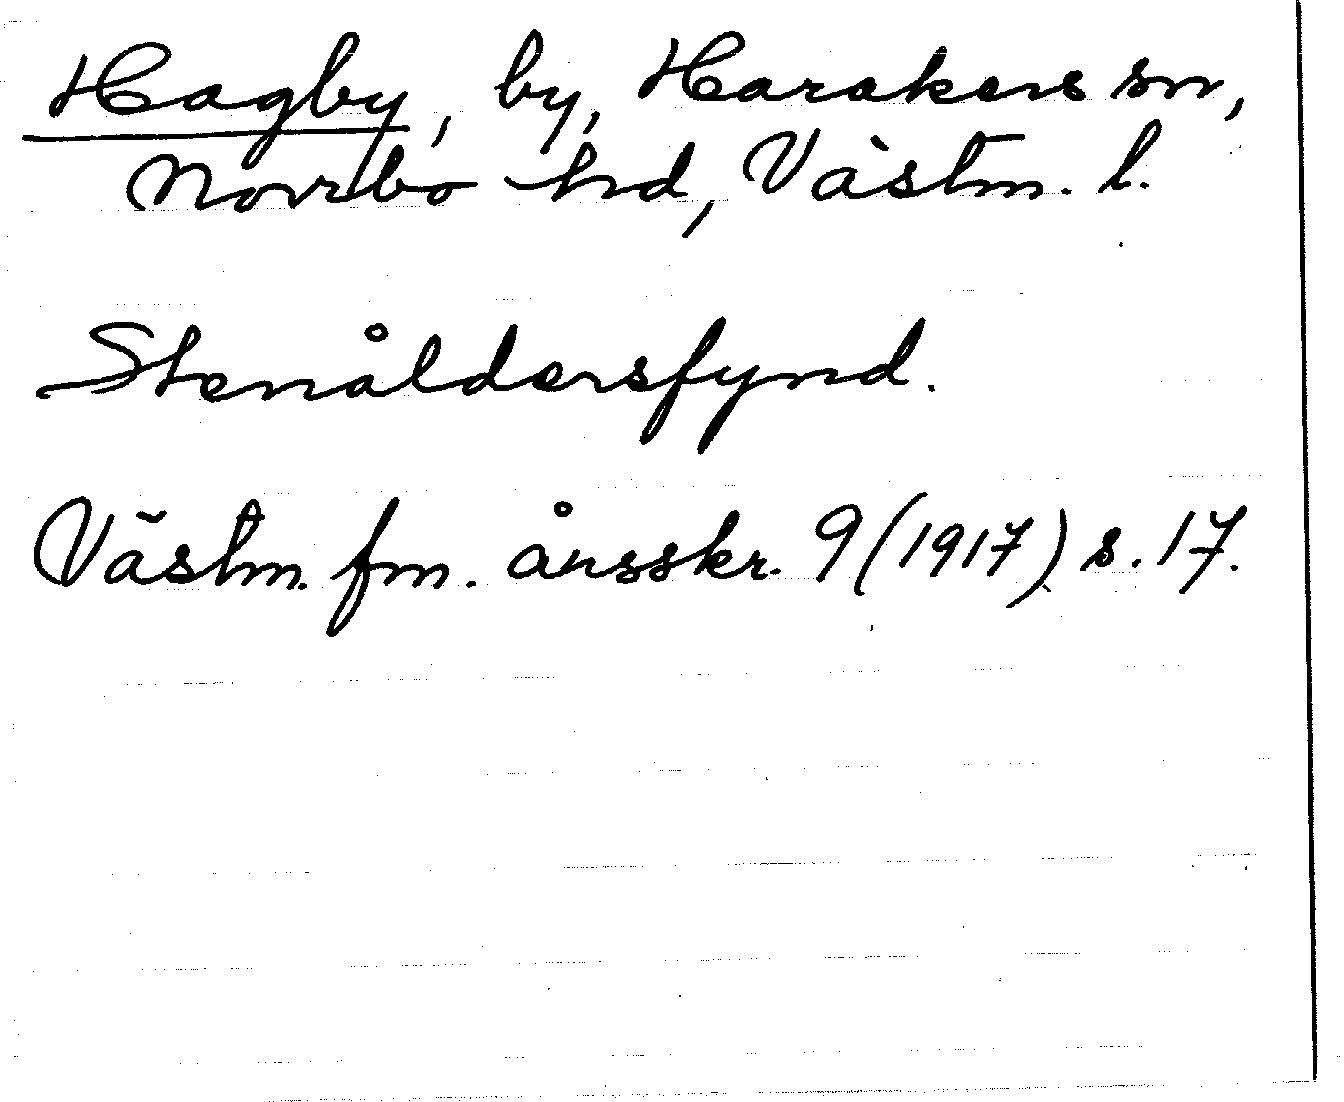 Hagby, by, Harakers sn,
Norrbo hd, Västm. l.
Stenåldersfynd.
Västm. fm. årsskr. 9 (1917) s. 17.